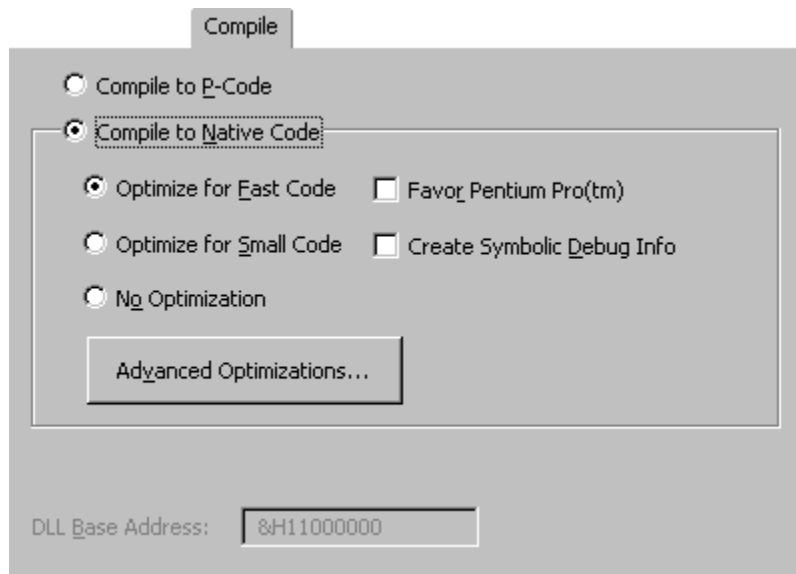 Compile
Compile to P-Code
Compile to Native Code
Optimize for Fast Code
Favor Pentium Pro(tm)
Optimize for Small Code
Create Symbolic Debug Info
No Optimization
Advanced Optimizations...
DLL Base Address:
&H11000000